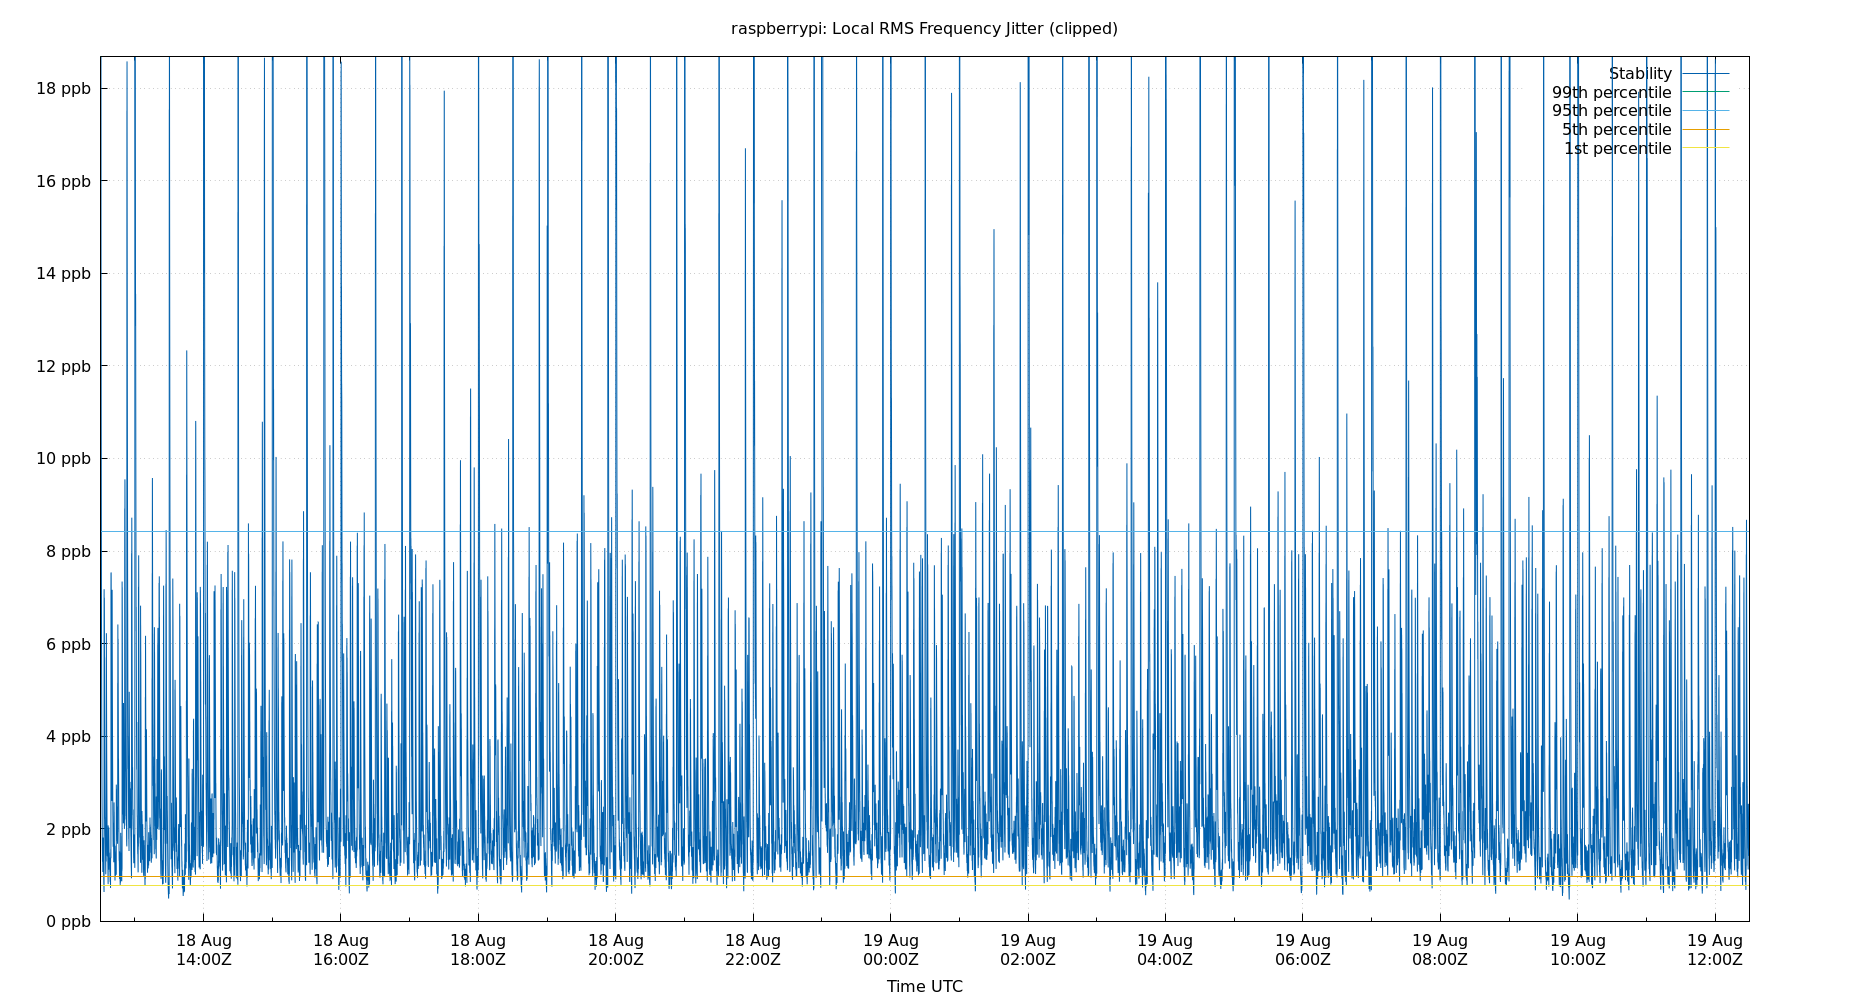 raspberrypi: Local RMS Frequency Jitter (clipped)
Stability
99th percentile
95th percentile
5th percentile
1st percentile
18 ppb
16 ppb
14 ppb
12 ppb
10 ppb
8 ppb
6 ppb
4 ppb
2 ppb
0 ppb
18 Aug 18 Aug 18 Aug 18 Aug 18 Aug 19 Aug 19 Aug 19 Aug 19 Aug 19 Aug 19 Aug 19 Aug
14:00Z 16:00Z 18:00Z 20:00Z 22:00Z 00:00Z 02:00Z 04:00Z 06:00Z 08:00Z 10:00Z 12:00Z
Time UTC